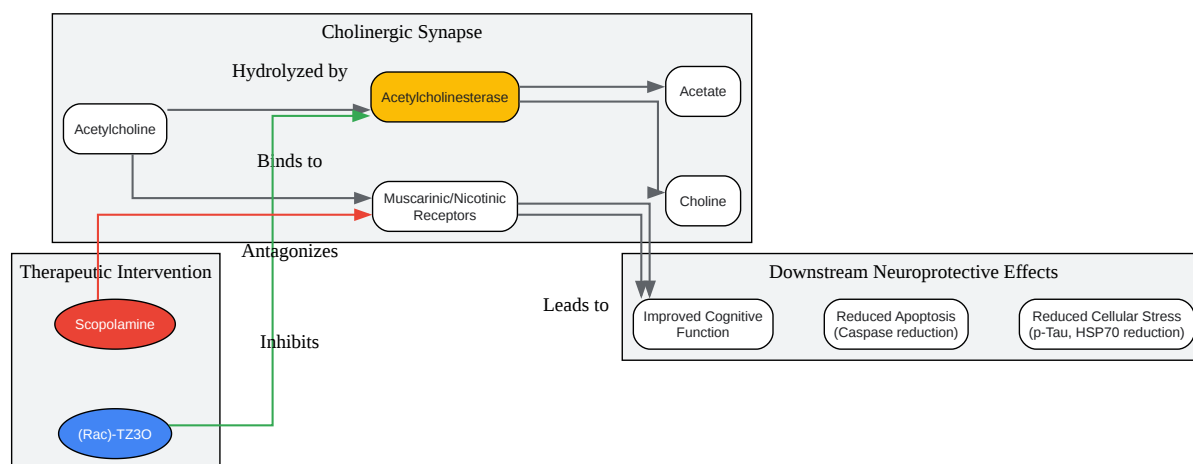 Cholinergic Synapse
Hydrolyzed by
Acetylcholinesterase
Acetate
Acetylcholine
Binds to
Muscarinic/Nicotinic
Receptors
Choline
Antagonizes
Therapeutic Intervention
Downstream Neuroprotective Effects
Scopolamine
Leads to
Improved Cognitive
Function
Reduced Apoptosis
(Caspase reduction)
Reduced Cellular Stress
(p-Tau, HSP70 reduction)
Inhibits
(Rac)-TZ3O